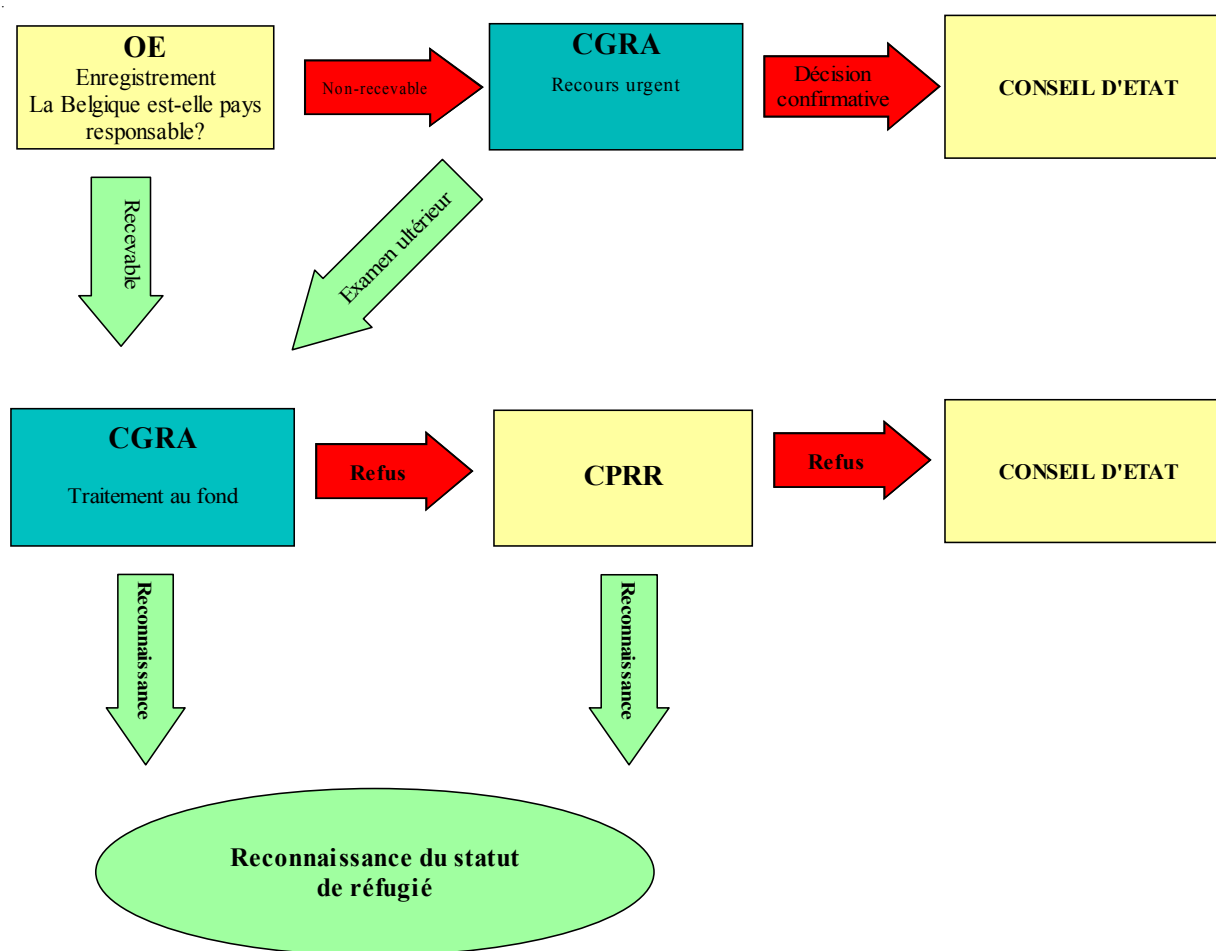 OE
Enregistrement
La Belgique est-elle pays
responsable?
Non-recevable
CGRA
Recours urgent
Décision
confirmative
CONSEIL D'ETAT
Recevable
Examen ultérieur
CGRA
Traitement au fond
Refus
CPRR
Refus
CONSEIL D'ETAT
Reconnaissance
Reconnaissance
Reconnaissance du statut
de réfugié